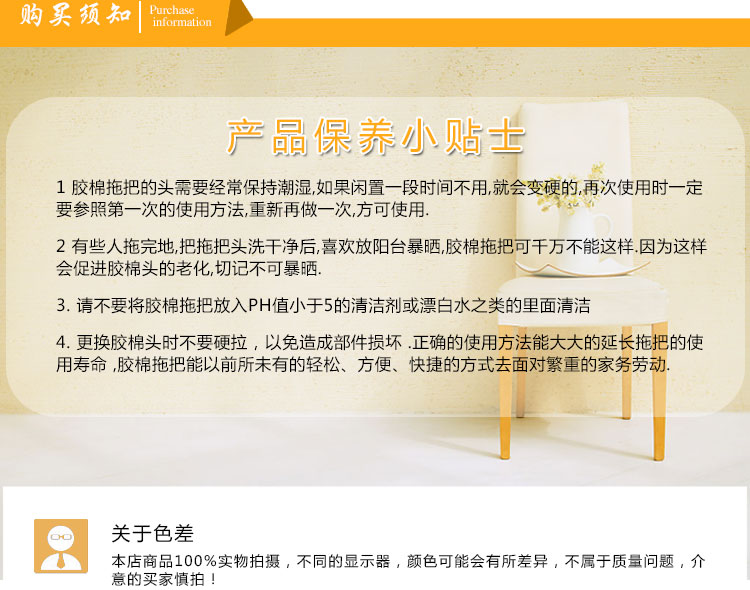 购买须知
Purchase
information
产品保养小贴士
1 胶棉拖把的头需要经常保持潮湿,如果闲置一段时间不用,就会变硬的,再次使用时一定
要参照第一次的使用方法,重新再做一次,方可使用.
2 有些人拖完地,把拖把头洗干净后,喜欢放阳台暴晒,胶棉拖把可千万不能这样.因为这样
会促进胶棉头的老化,切记不可暴晒.
3. 请不要将胶棉拖把放入PH值小于5的清洁剂或漂白水之类的里面清洁
4. 更换胶棉头时不要硬拉，以免造成部件损坏 .正确的使用方法能大大的延长拖把的使
用寿命 ,胶棉拖把能以前所未有的轻松、方便、快捷的方式去面对繁重的家务劳动.
关于色差
本店商品100%实物拍摄，不同的显示器，颜色可能会有所差异，不属于质量问题，介
意的买家慎拍！